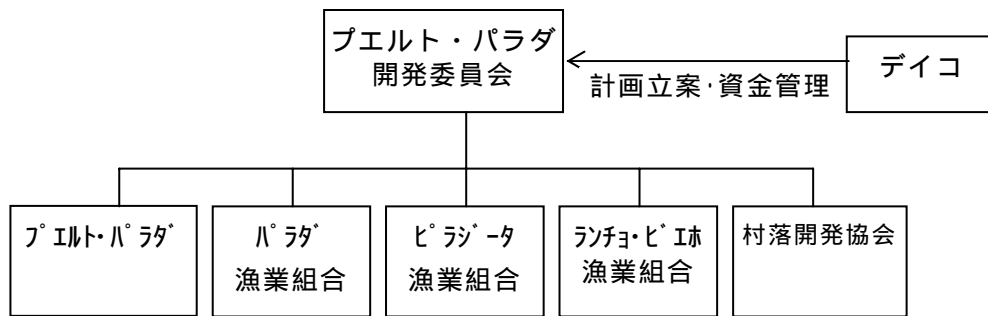 プエルト・パラダ
開発委員会
デイコ
計画立案・資金管理
ﾌﾟｴﾙﾄ・ﾊﾟﾗﾀﾞ
ﾊﾟﾗﾀﾞ
漁業組合
ﾋﾟﾗｼﾞｰﾀ
漁業組合
ﾗﾝﾁｮ・ﾋﾞｴﾎ
漁業組合
村落開発協会